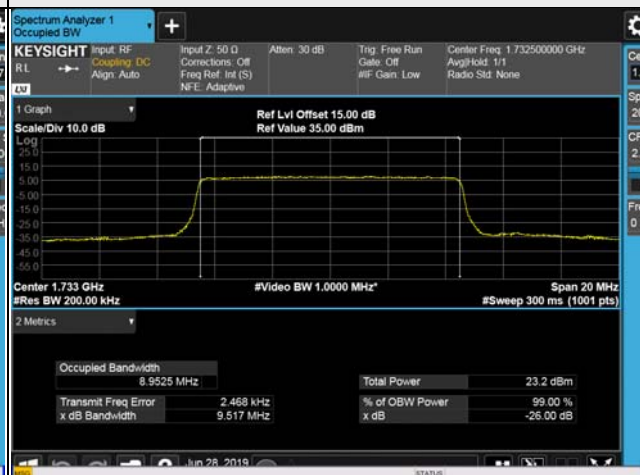 Spectrum Analyzer 1
Occupied BW
+
KEYSIGHT Input: RF Input Z: 50 Ω Atten: 30 dB Trig: Free Run Center Freq: 1.732500000 GHz
RL Coupling: DC Corrections: Off Gate: Off Avg|Hold: 1/1
Align: Auto Freq Ref: Int (S) #IF Gain: Low Radio Std: None
NFE: Adaptive
LXI
1 Graph
Ref Lvl Offset 15.00 dB
Scale/Div 10.0 dB Ref Value 35.00 dBm
Log
25.0
15.0
5.00
-5.00
-15.0
-25.0
-35.0
-45.0
-55.0
Center 1.733 GHz #Video BW 1.0000 MHz* Span 20 MHz
#Res BW 200.00 kHz #Sweep 300 ms (1001 pts)
2 Metrics
Occupied Bandwidth
8.9525 MHz Total Power 23.2 dBm
Transmit Freq Error 2.468 kHz % of OBW Power 99.00 %
x dB Bandwidth 9.517 MHz x dB -26.00 dB
Jun 28, 2019
MSG STATUS